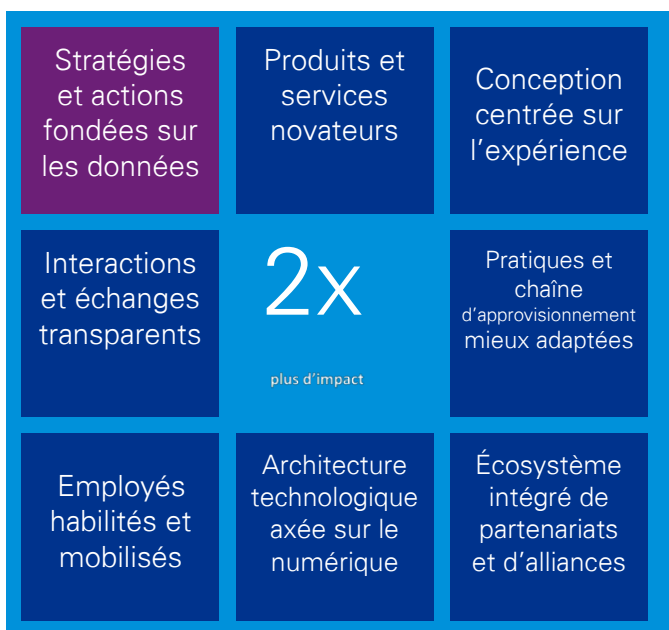 Stratégies
et actions
fondées sur
les données
Produits et
services
novateurs
Conception
centrée sur
l'expérience
Interactions
et échanges
transparents
2x
plus d'impact
Pratiques et
chaîne
d'approvisionnement
mieux adaptées
Employés
habilités et
mobilisés
Architecture
technologique
axée sur le
numérique
Écosystème
intégré de
partenariats
et d'alliances